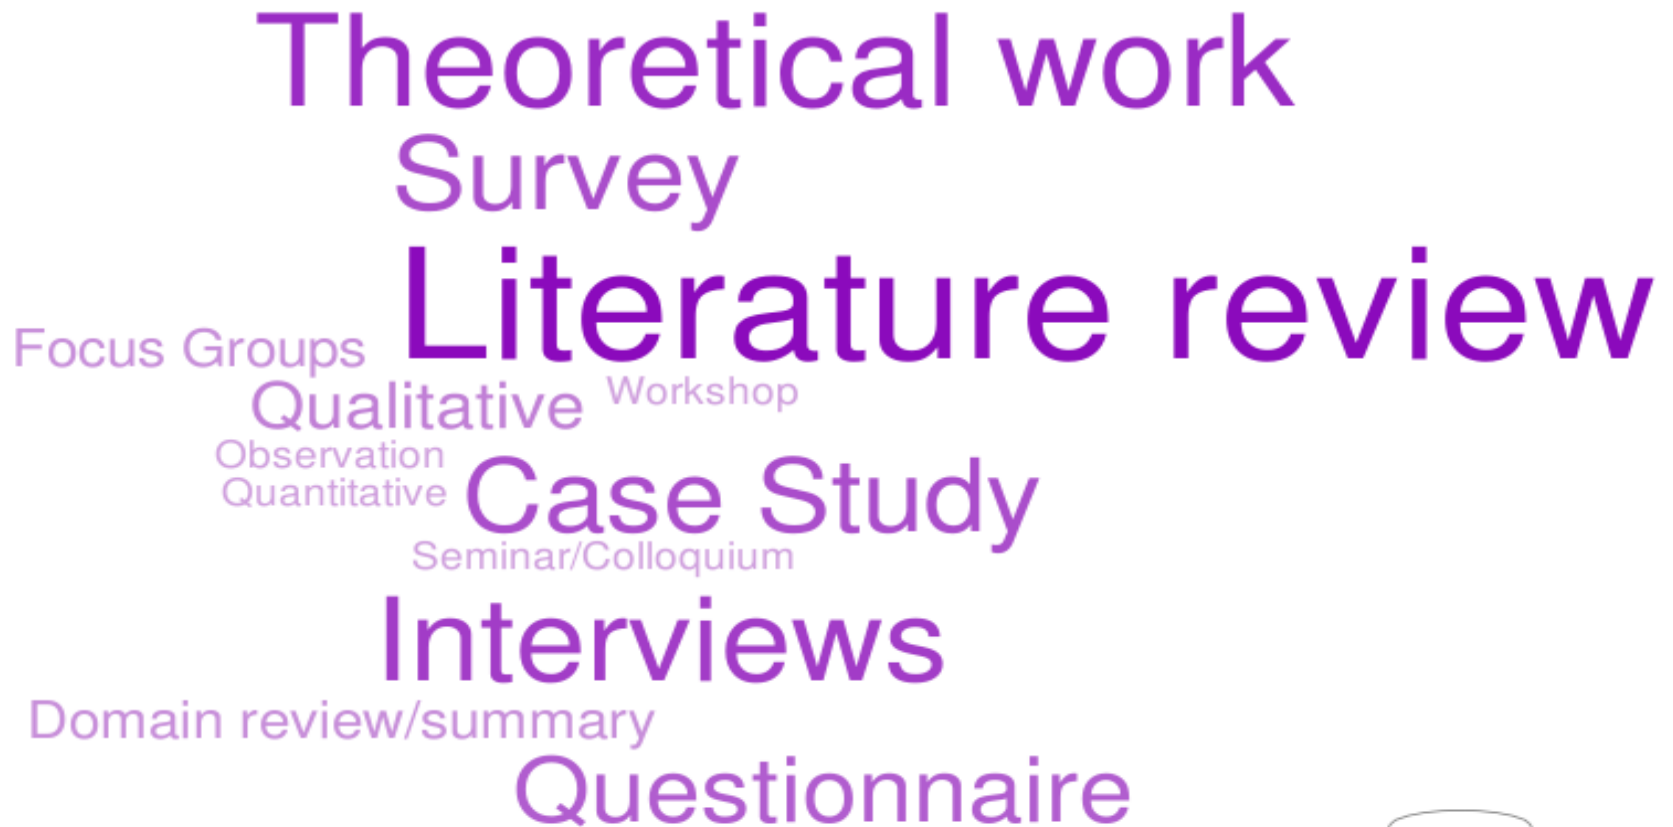 Theoretical work
Survey
Literature review
Focus Groups
Workshop
Qualitative
Observation
Quantitative
Case Study
Seminar/Colloquium
Interviews
Domain review/summary
Questionnaire